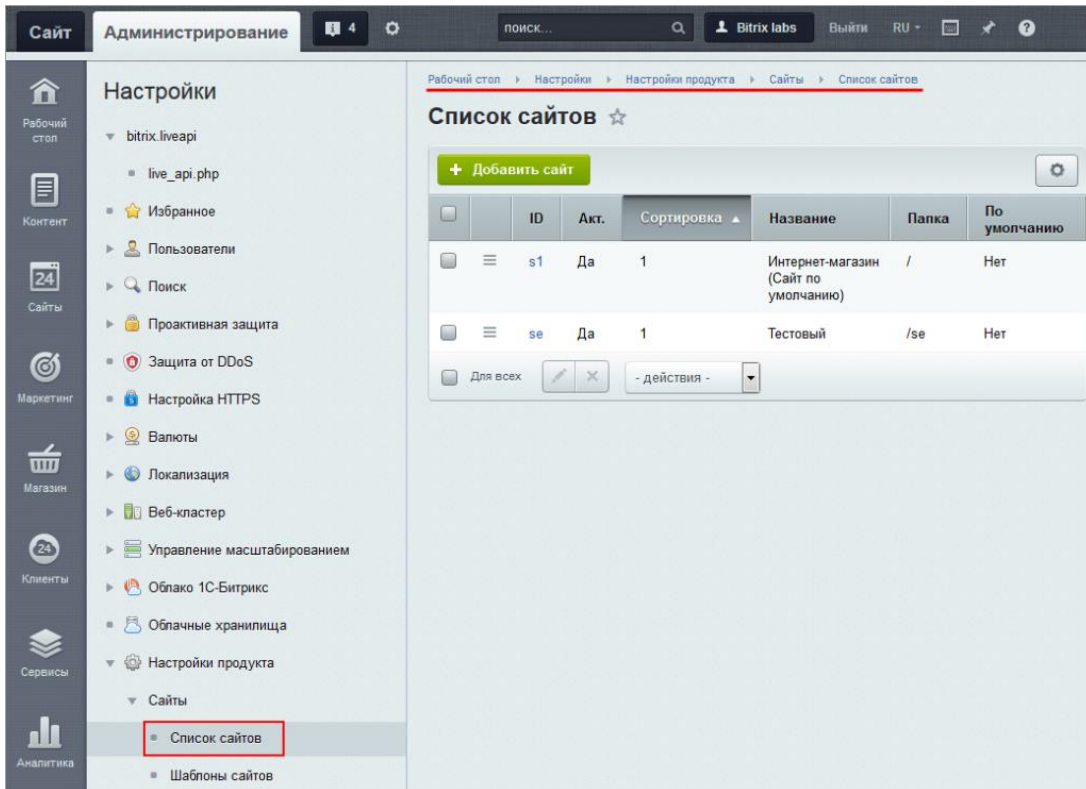 Сайт
Администрирование
4
поиск...
Bitrix labs
Выйти
RU
Рабочий
стол
Контент
24
Сайты
Маркетинг
Магазин
24
Клиенты
Сервисы
Аналитика
Настройки
bitrix.liveapi
live_api.php
Избранное
Пользователи
Поиск
Проактивная защита
Защита от DDoS
Настройка HTTPS
Валюты
Локализация
Веб-кластер
Управление масштабированием
Облако 1С-Битрикс
Облачные хранилища
Настройки продукта
Сайты
Список сайтов
Шаблоны сайтов
Рабочий стол Настройки Настройки продукта Сайты Список сайтов
Список сайтов
+ Добавить сайт
ID Акт. Сортировка Название Папка По
умолчанию
s1 Да 1 Интернет-магазин / Нет
(Сайт по
умолчанию)
se Да 1 Тестовый /se Нет
Для всех - действия -